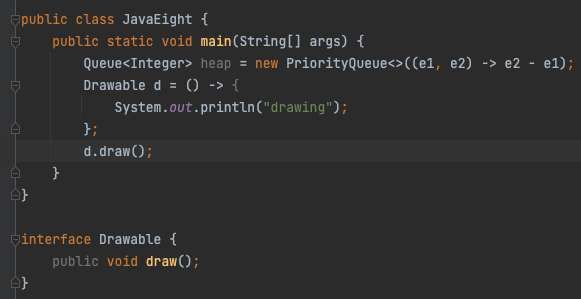 public class JavaEight {
    public static void main(String[] args) {
        Queue<Integer> heap = new PriorityQueue<>((e1, e2) -> e2 - e1);
        Drawable d = () -> {
            System.out.println("drawing");
        };
        d.draw();
    }
}
interface Drawable {
    public void draw();
}